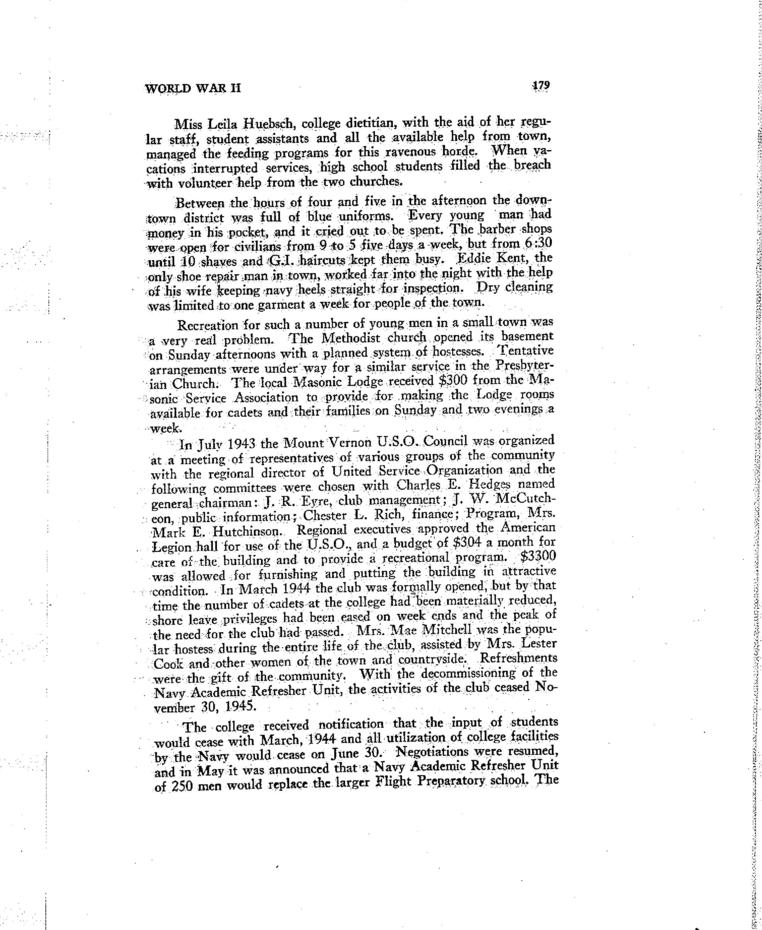 WORLD WAR II 179
Miss Leila Huebsch, college dietitian, with the aid of her regu-
lar staff, student assistants and all the available help from town,
managed the feeding programs for this ravenous horde. When va-
cations interrupted services, high school students filled the breach
with volunteer help from the two churches.
Between the hours of four and five in the afternoon the down-
town district was full of blue uniforms. Every young man had
money in his pocket, and it cried out to be spent. The barber shops
were open for civilians from 9 to 5 five days a week, but from 6:30
until 10 shaves and G.I. haircuts kept them busy. Eddie Kent, the
only shoe repair man in town, worked far into the night with the help
of his wife keeping navy heels straight for inspection. Dry cleaning
was limited to one garment a week for people of the town.
Recreation for such a number of young men in a small town was
a very real problem. The Methodist church opened its basement
on Sunday afternoons with a planned system of hostesses. Tentative
arrangements were under way for a similar service in the Presbyter-
ian Church. The local Masonic Lodge received $300 from the Ma-
sonic Service Association to provide for making the Lodge rooms
available for cadets and their families on Sunday and two evenings a
week.
In July 1943 the Mount Vernon U.S.O. Council was organized
at a meeting of representatives of various groups of the community
with the regional director of United Service Organization and the
following committees were chosen with Charles E. Hedges named
general chairman: J. R. Eyre, club management; J. W. McCutch-
con, public information; Chester L. Rich, finance; Program, Mrs.
Mark E. Hutchinson. Regional executives approved the American
Legion hall for use of the U.S.O., and a budget of $304 a month for
care of the building and to provide a recreational program. $3300
was allowed for furnishing and putting the building in attractive
condition. In March 1944 the club was formally opened, but by that
time the number of cadets at the college had been materially reduced,
shore leave privileges had been eased on week ends and the peak of
the need for the club had passed. Mrs. Mae Mitchell was the popu-
lar hostess during the entire life of the club, assisted by Mrs. Lester
Cook and other women of the town and countryside. Refreshments
were the gift of the community. With the decommissioning of the
Navy Academic Refresher Unit, the activities of the club ceased No-
vember 30, 1945.
The college received notification that the input of students
would cease with March, 1944 and all utilization of college facilities
by the Navy would cease on June 30. Negotiations were resumed,
and in May it was announced that a Navy Academic Refresher Unit
of 250 men would replace the larger Flight Preparatory school. The